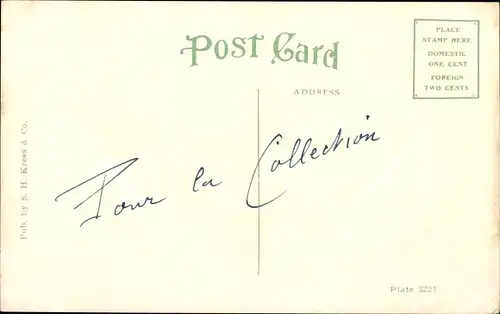 Post Card
PLACE
STAMP HERE
DOMESTIC
ONE CENT
FOREIGN
TWO CENTS
ADDRESS
Pour la Collection
Pub. by S. H. Kress & Co.
Plate 3221